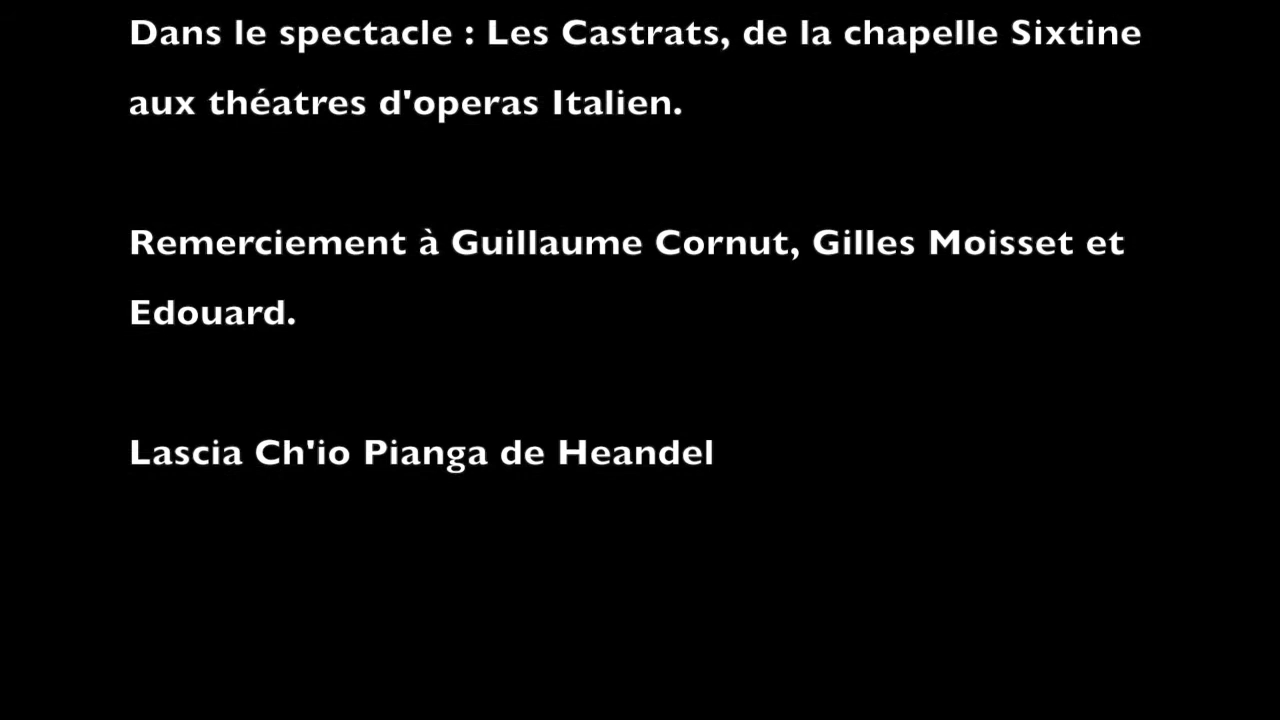 Dans le spectacle : Les Castrats, de la chapelle Sixtine
aux théatres d'operas Italien.
Remerciement à Guillaume Cornut, Gilles Moisset et
Edouard.
Lascia Ch'io Pianga de Heandel